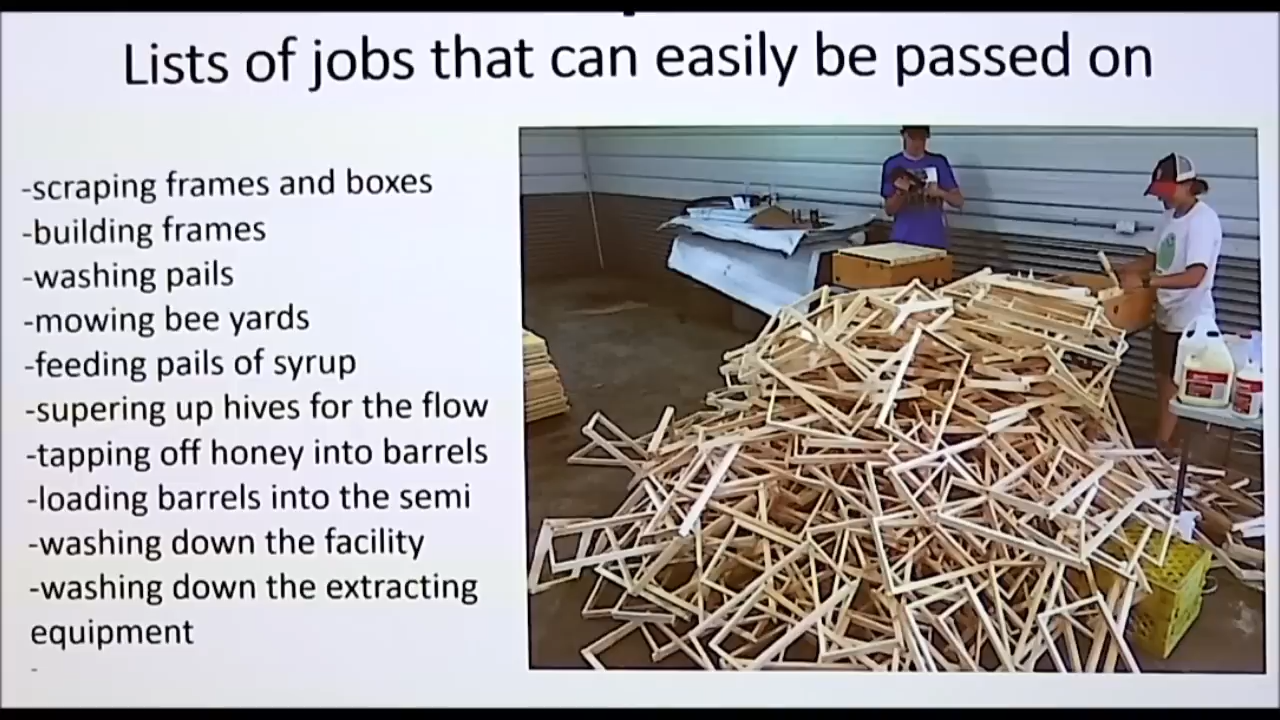 Lists of jobs that can easily be passed on
-scraping frames and boxes
-building frames
-washing pails
-mowing bee yards
-feeding pails of syrup
-supering up hives for the flow
-tapping off honey into barrels
-loading barrels into the semi
-washing down the facility
-washing down the extracting
equipment
-